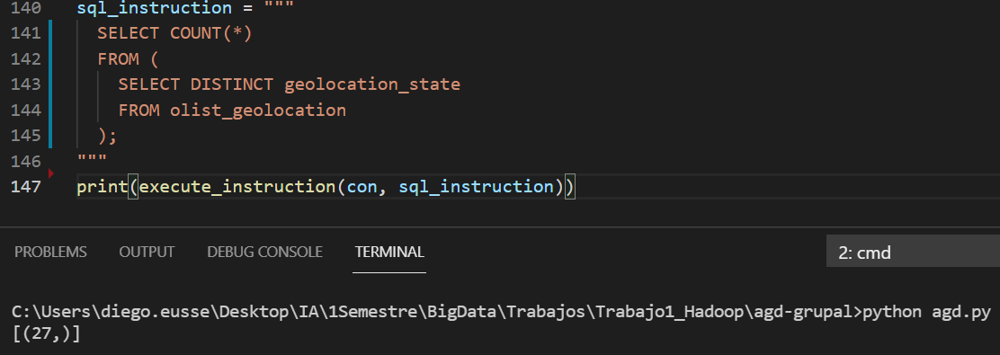 140 sql_instruction = """
141 SELECT COUNT(*)
142 FROM (
143 SELECT DISTINCT geolocation_state
144 FROM olist_geolocation
145 );
146 """
147 print(execute_instruction(con, sql_instruction))
PROBLEMS OUTPUT DEBUG CONSOLE TERMINAL 2: cmd
C:\Users\diego.eusse\Desktop\IA\1Semestre\BigData\Trabajos\Trabajo1_Hadoop\agd-grupal>python agd.py
[(27,)]